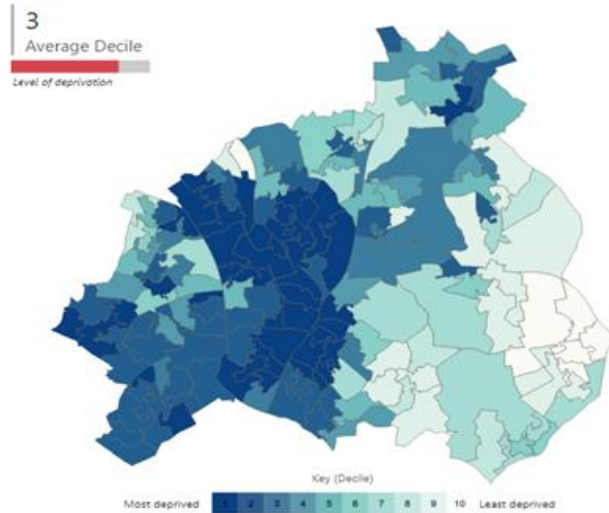 3
Average Decile
Level of deprivation
Key (Decile)
Most deprived 1 2 3 4 5 6 7 8 9 10 Least deprived